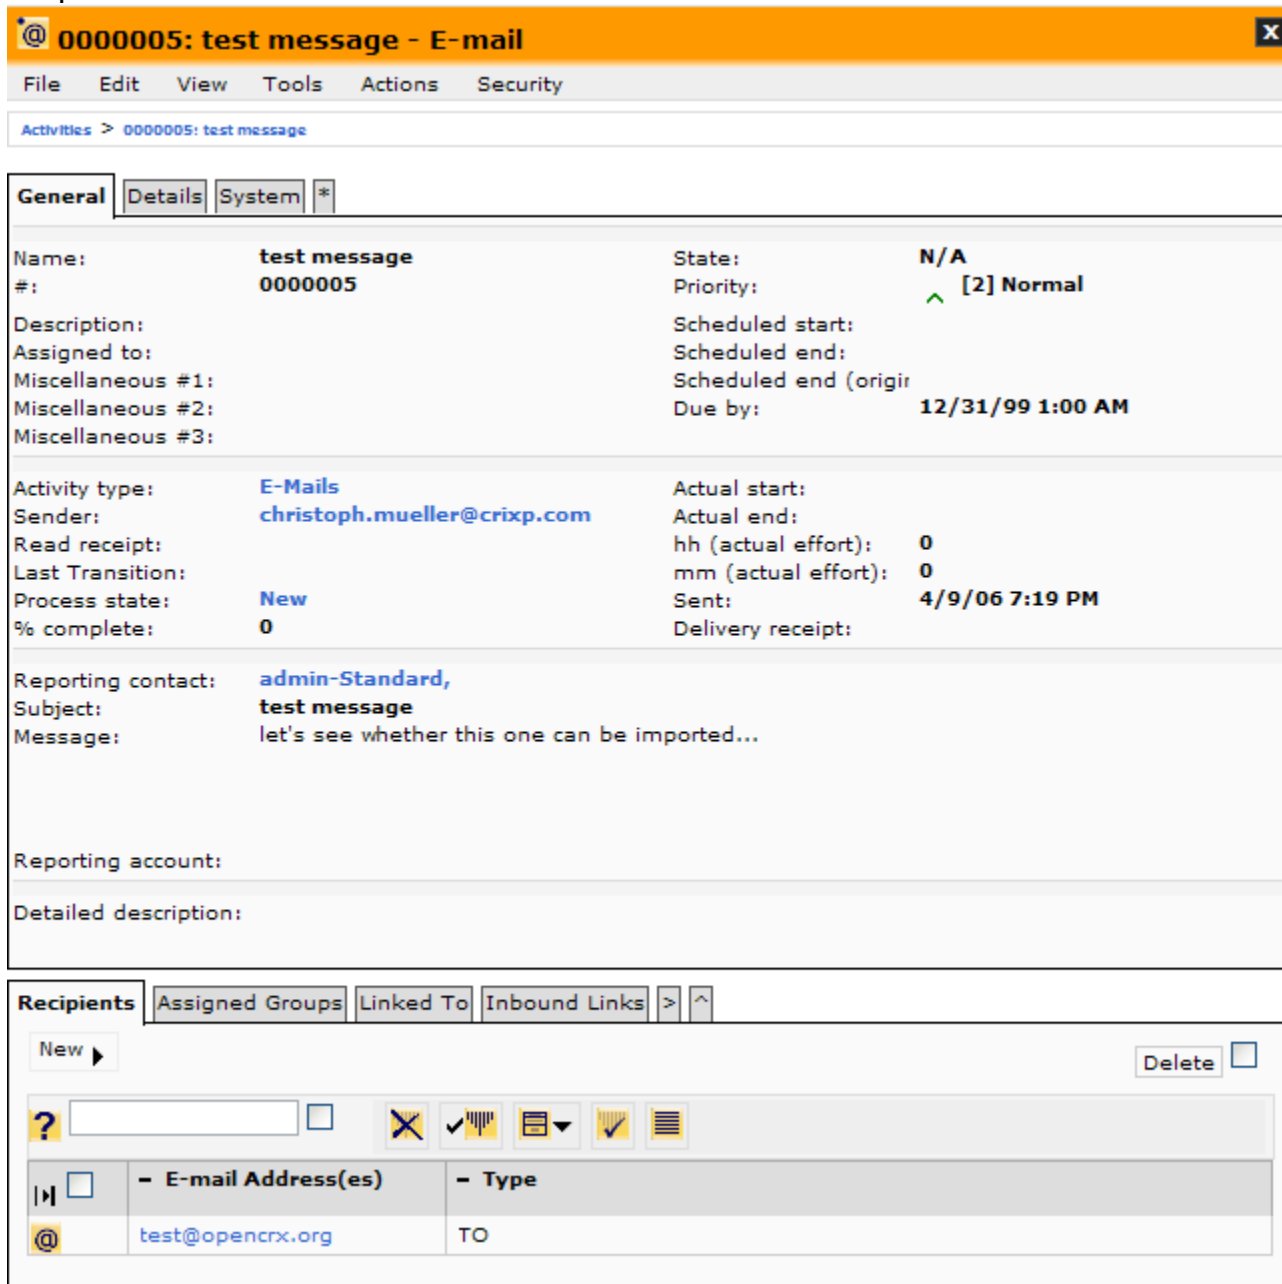 0000005: test message - E-mail
X
File Edit View Tools Actions Security
Activities > 0000005: test message
General Details System *
Name: test message State: N/A
#: 0000005 Priority: [2] Normal
Description: Scheduled start:
Assigned to: Scheduled end:
Miscellaneous #1: Scheduled end (origir
Miscellaneous #2: Due by: 12/31/99 1:00 AM
Miscellaneous #3:
Activity type: E-Mails Actual start:
Sender: christoph.mueller@crixp.com Actual end:
Read receipt: hh (actual effort): 0
Last Transition: mm (actual effort): 0
Process state: New Sent: 4/9/06 7:19 PM
% complete: 0 Delivery receipt:
Reporting contact: admin-Standard,
Subject: test message
Message: let's see whether this one can be imported...
Reporting account:
Detailed description:
Recipients Assigned Groups Linked To Inbound Links > ^
New Delete
?
– E-mail Address(es) – Type
@ test@opencrx.org TO